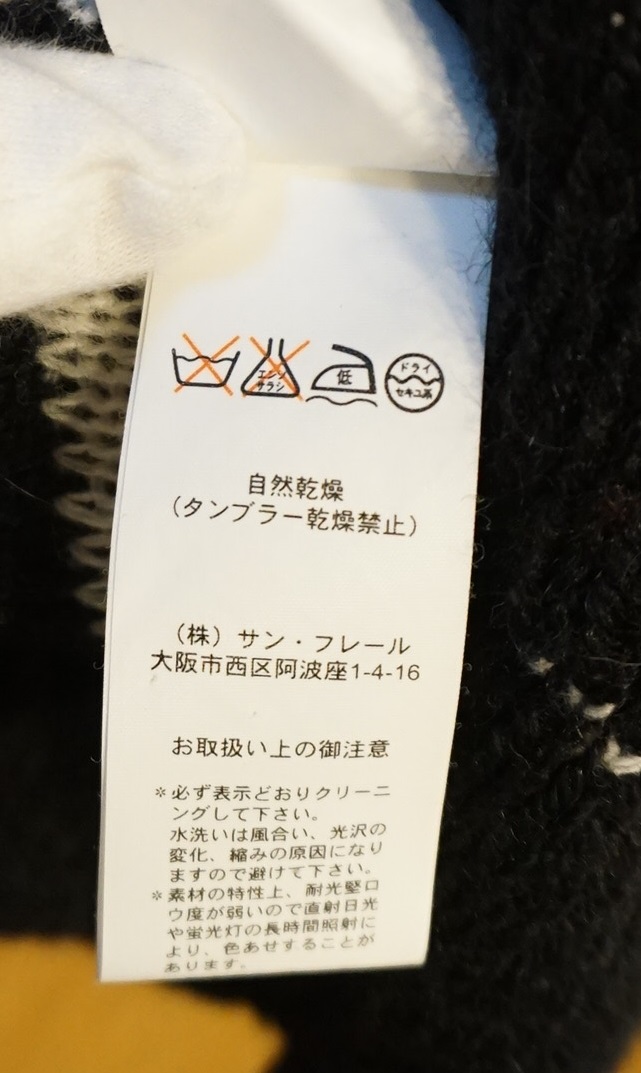 エンソ
サラシ
低
ドライ
セキユ系
自然乾燥
(タンブラー乾燥禁止)
(株) サン・フレール
大阪市西区阿波座1-4-16
お取扱い上の御注意
※必ず表示どおりクリーニ
ングして下さい。
水洗いは風合い、光沢の
変化、縮みの原因になり
ますので避けて下さい。
※素材の特性上、耐光堅ロ
ウ度が弱いので直射日光
や蛍光灯の長時間照射に
より、色あせすることが
あります。